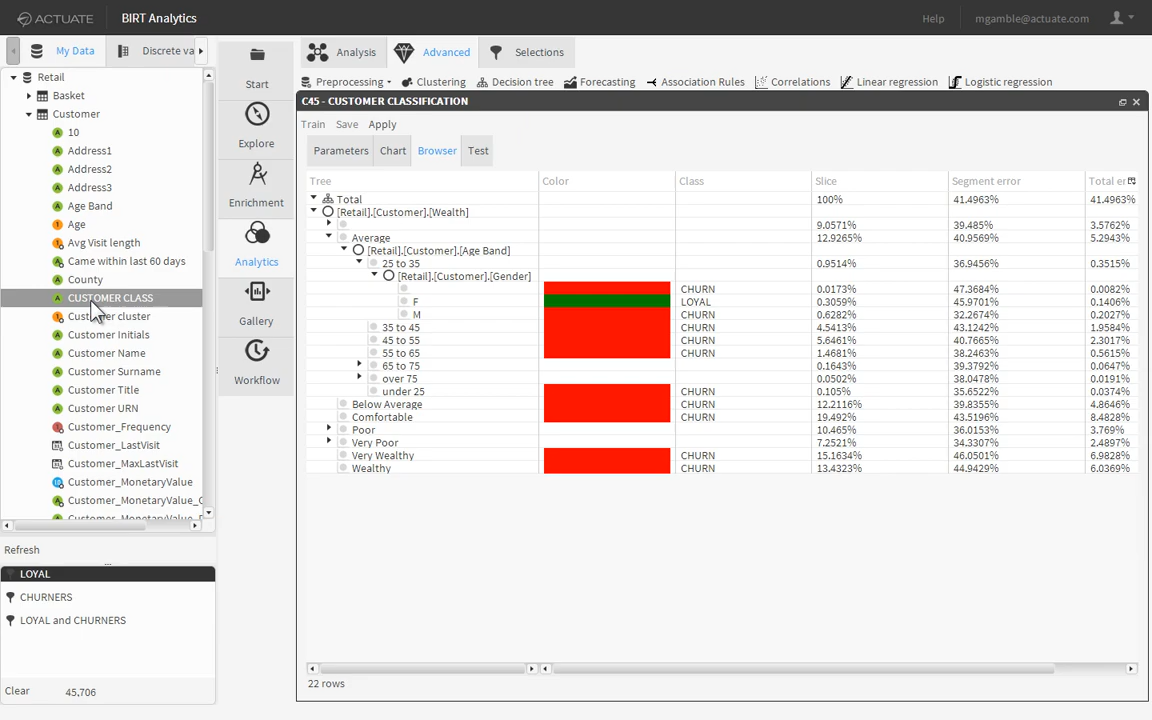 ACTUATE BIRT Analytics Help mgamble@actuate.com
My Data Discrete va
Retail
Basket
Customer
10
Address1
Address2
Address3
Age Band
Age
Avg Visit length
Came within last 60 days
County
CUSTOMER CLASS
Customer cluster
Customer Initials
Customer Name
Customer Surname
Customer Title
Customer URN
Customer_Frequency
Customer_LastVisit
Customer_MaxLastVisit
Customer_MonetaryValue
Customer_MonetaryValue_
Refresh
LOYAL
CHURNERS
LOYAL and CHURNERS
Clear 45,706
Start
Explore
Enrichment
Analytics
Gallery
Workflow
Analysis Advanced Selections
Preprocessing Clustering Decision tree Forecasting Association Rules Correlations Linear regression Logistic regression
C45 - CUSTOMER CLASSIFICATION
Train Save Apply
Parameters Chart Browser Test
Tree Color Class Slice Segment error Total er
Total 100% 41.4963% 41.4963%
[Retail].[Customer].[Wealth]
9.0571% 39.485% 3.5762%
Average 12.9265% 40.9569% 5.2943%
[Retail].[Customer].[Age Band]
25 to 35 0.9514% 36.9456% 0.3515%
[Retail].[Customer].[Gender]
CHURN 0.0173% 47.3684% 0.0082%
F LOYAL 0.3059% 45.9701% 0.1406%
M CHURN 0.6282% 32.2674% 0.2027%
35 to 45 CHURN 4.5413% 43.1242% 1.9584%
45 to 55 CHURN 5.6461% 40.7665% 2.3017%
55 to 65 CHURN 1.4681% 38.2463% 0.5615%
65 to 75 0.1643% 39.3792% 0.0647%
over 75 0.0502% 38.0478% 0.0191%
under 25 CHURN 0.105% 35.6522% 0.0374%
Below Average CHURN 12.2116% 39.8355% 4.8646%
Comfortable CHURN 19.492% 43.5196% 8.4828%
Poor 10.465% 36.0153% 3.769%
Very Poor 7.2521% 34.3307% 2.4897%
Very Wealthy CHURN 15.1634% 46.0501% 6.9828%
Wealthy CHURN 13.4323% 44.9429% 6.0369%
22 rows